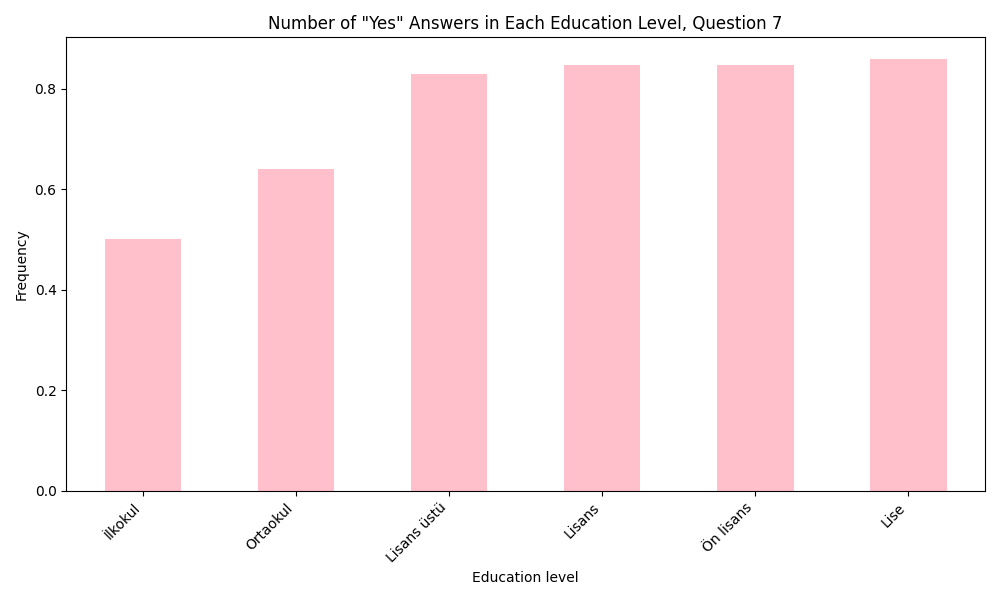 Number of "Yes" Answers in Each Education Level, Question 7
Frequency
0.8
0.6
0.4
0.2
0.0
İlkokul
Ortaokul
Lisans üstü
Lisans
Ön lisans
Lise
Education level